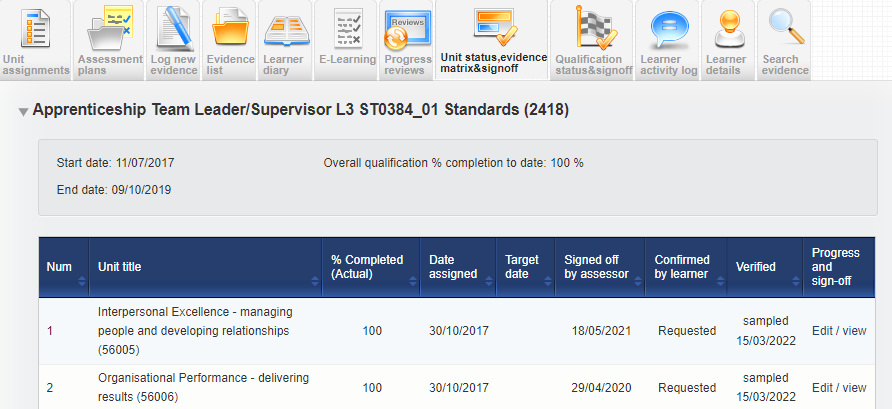 Unit assignments
Assessment plans
Log new evidence
Evidence list
Learner diary
E-Learning
Reviews
Progress reviews
Unit status,evidence matrix&signoff
Qualification status&signoff
Learner activity log
Learner details
Search evidence
Apprenticeship Team Leader/Supervisor L3 ST0384_01 Standards (2418)
Start date: 11/07/2017
Overall qualification % completion to date: 100 %
End date: 09/10/2019
Num
Unit title
% Completed
(Actual)
Date
assigned
Target
date
Signed off
by assessor
Confirmed
by learner
Verified
Progress
and
sign-off
1
Interpersonal Excellence - managing
people and developing relationships
(56005)
100
30/10/2017
18/05/2021
Requested
sampled
15/03/2022
Edit / view
2
Organisational Performance - delivering
results (56006)
100
30/10/2017
29/04/2020
Requested
sampled
15/03/2022
Edit / view